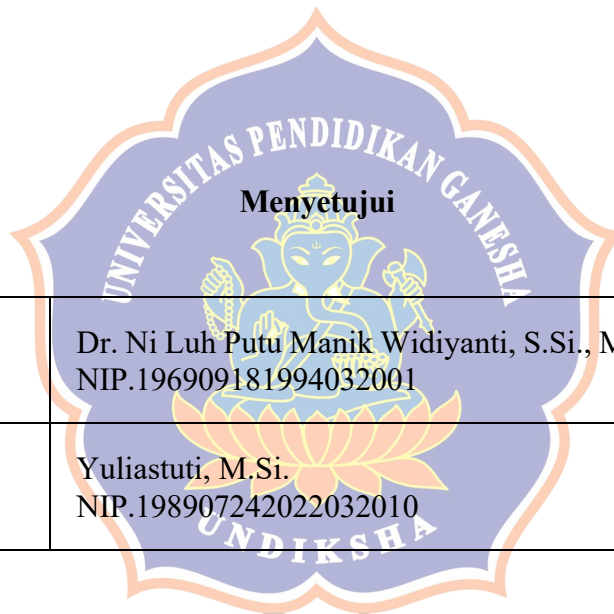 UNIVERSITAS PENDIDIKAN GANESHA
Menyetujui
Dr. Ni Luh Putu Manik Widiyanti, S.Si., M
NIP.196909181994032001
Yuliastuti, M.Si.
NIP.198907242022032010
UNDIKSHA